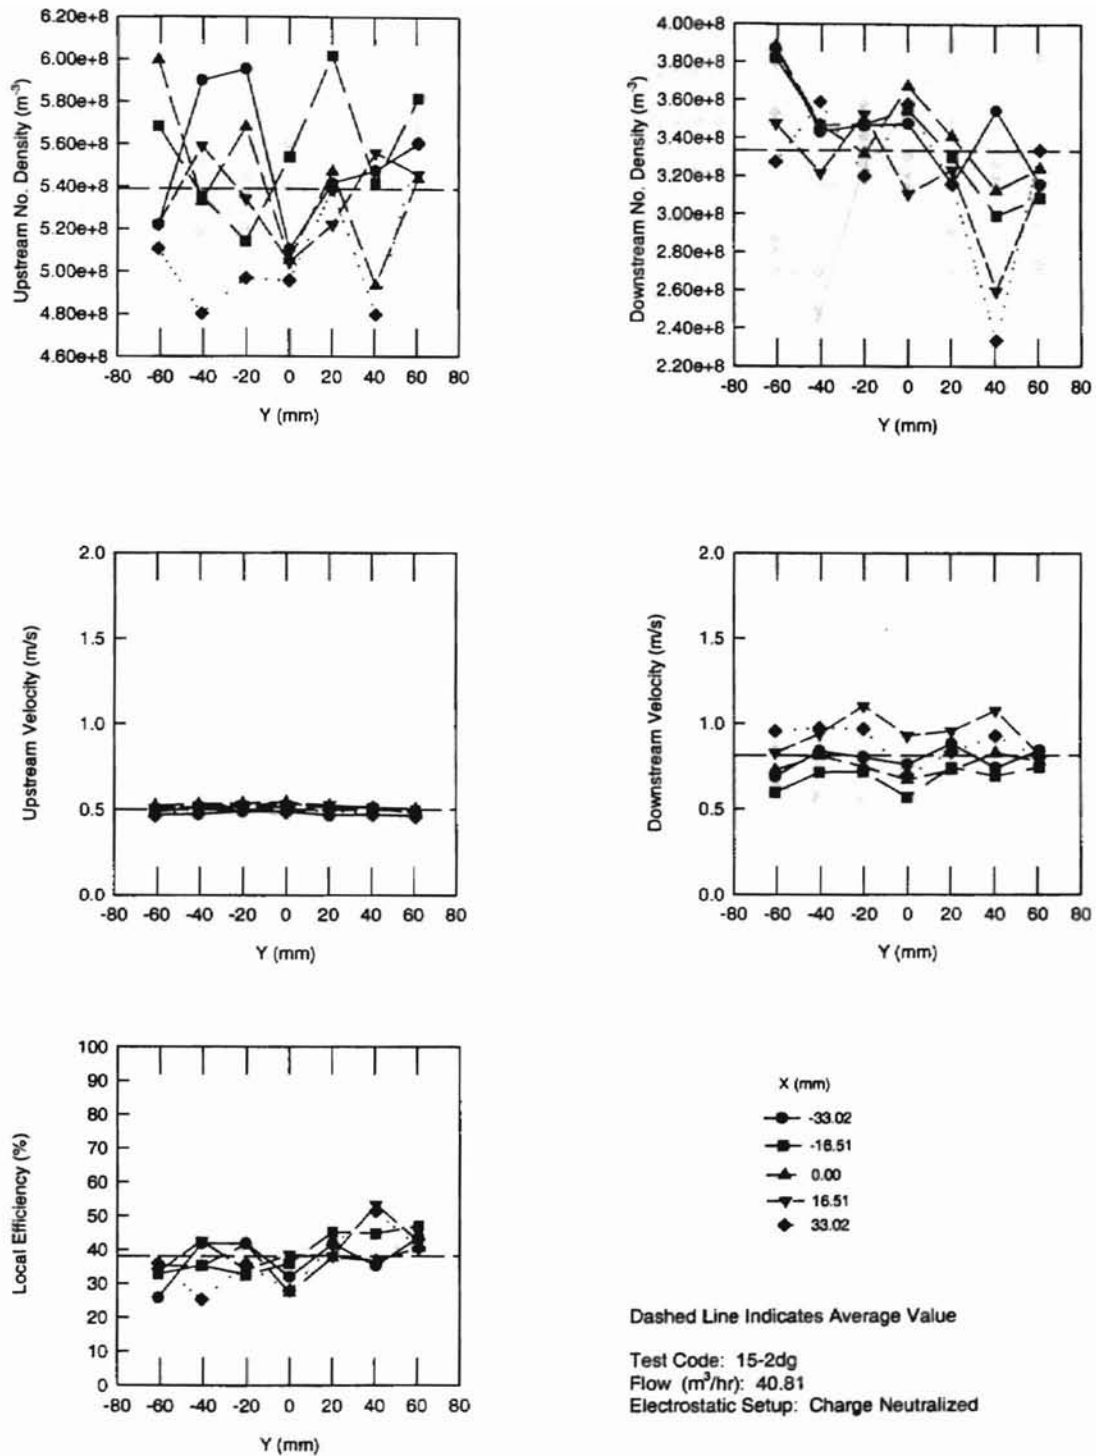 6.20e+8
6.00e+8
5.80e+8
5.60e+8
5.40e+8
5.20e+8
5.00e+8
4.80e+8
4.60e+8
-80 -60 -40 -20 0 20 40 60 80
Y (mm)
Upstream No. Density (m⁻³)
4.00e+8
3.80e+8
3.60e+8
3.40e+8
3.20e+8
3.00e+8
2.80e+8
2.60e+8
2.40e+8
2.20e+8
-80 -60 -40 -20 0 20 40 60 80
Y (mm)
Downstream No. Density (m⁻³)
2.0
1.5
1.0
0.5
0.0
-80 -60 -40 -20 0 20 40 60 80
Y (mm)
Upstream Velocity (m/s)
2.0
1.5
1.0
0.5
0.0
-80 -60 -40 -20 0 20 40 60 80
Y (mm)
Downstream Velocity (m/s)
100
90
80
70
60
50
40
30
20
10
0
-80 -60 -40 -20 0 20 40 60 80
Y (mm)
Local Efficiency (%)
X (mm)
-33.02
-16.51
0.00
16.51
33.02
Dashed Line Indicates Average Value
Test Code: 15-2dg
Flow (m³/hr): 40.81
Electrostatic Setup: Charge Neutralized